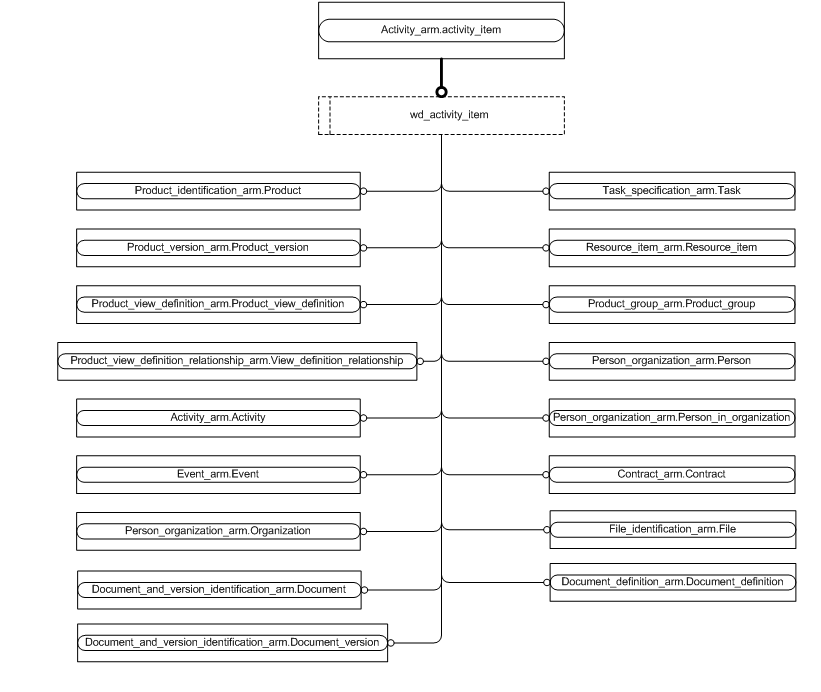 Activity_arm.activity_item
wd_activity_item
Product_identification_arm.Product
Task_specification_arm.Task
Product_version_arm.Product_version
Resource_item_arm.Resource_item
Product_view_definition_arm.Product_view_definition
Product_group_arm.Product_group
Product_view_definition_relationship_arm.View_definition_relationship
Person_organization_arm.Person
Activity_arm.Activity
Person_organization_arm.Person_in_organization
Event_arm.Event
Contract_arm.Contract
Person_organization_arm.Organization
File_identification_arm.File
Document_and_version_identification_arm.Document
Document_definition_arm.Document_definition
Document_and_version_identification_arm.Document_version